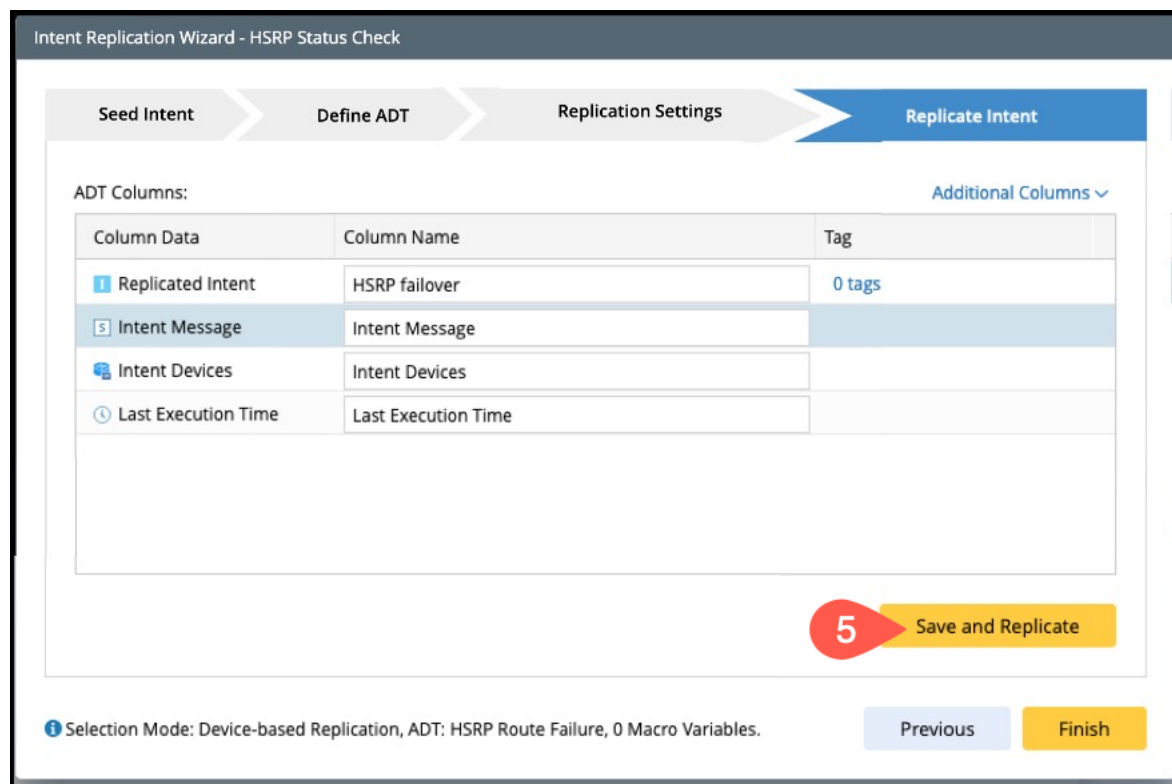 Intent Replication Wizard - HSRP Status Check
Seed Intent Define ADT Replication Settings Replicate Intent
ADT Columns: Additional Columns
Column Data Column Name Tag
I Replicated Intent HSRP failover 0 tags
S Intent Message Intent Message
Intent Devices Intent Devices
Last Execution Time Last Execution Time
5 Save and Replicate
i Selection Mode: Device-based Replication, ADT: HSRP Route Failure, 0 Macro Variables. Previous Finish